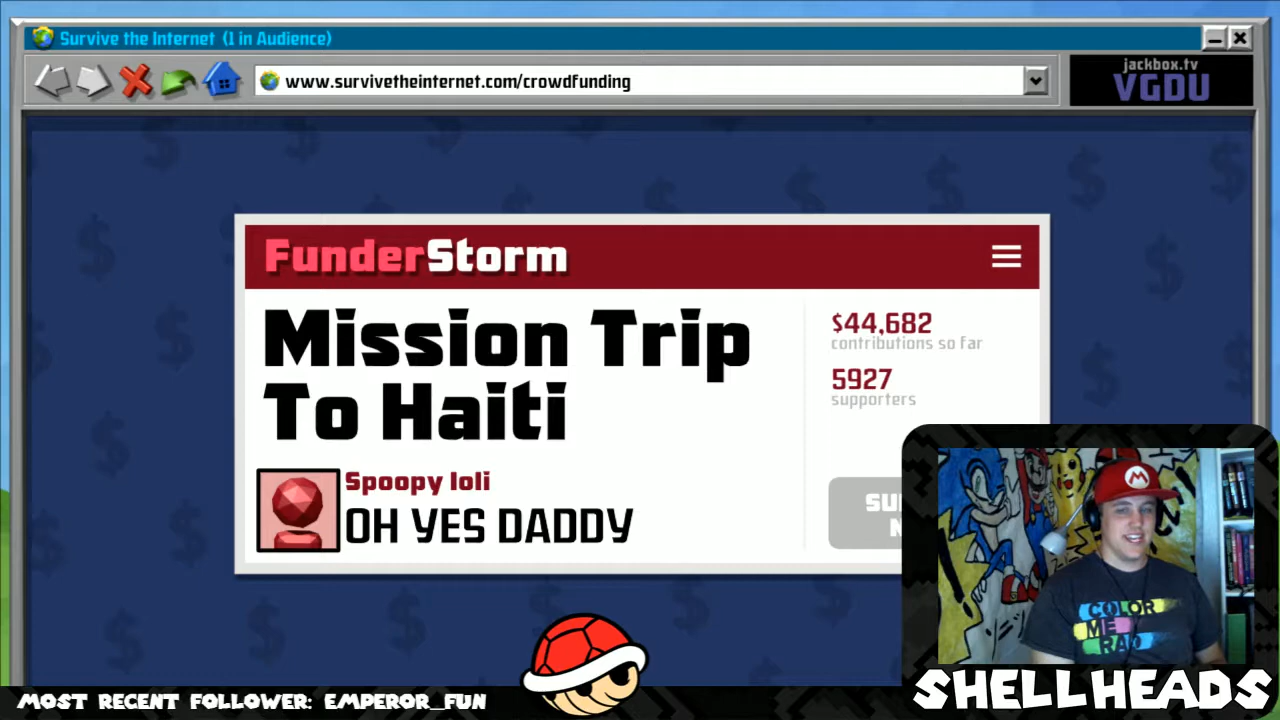 Survive the Internet (1 in Audience)
www.survivetheinternet.com/crowdfunding
jackbox.tv
VGDU
FunderStorm
Mission Trip
To Haiti
$44,682
contributions so far
5927
supporters
Spoopy loli
OH YES DADDY
SU
N
M
COLOR
ME
RAD
MOST RECENT FOLLOWER: EMPEROR_FUN
SHELLHEADS